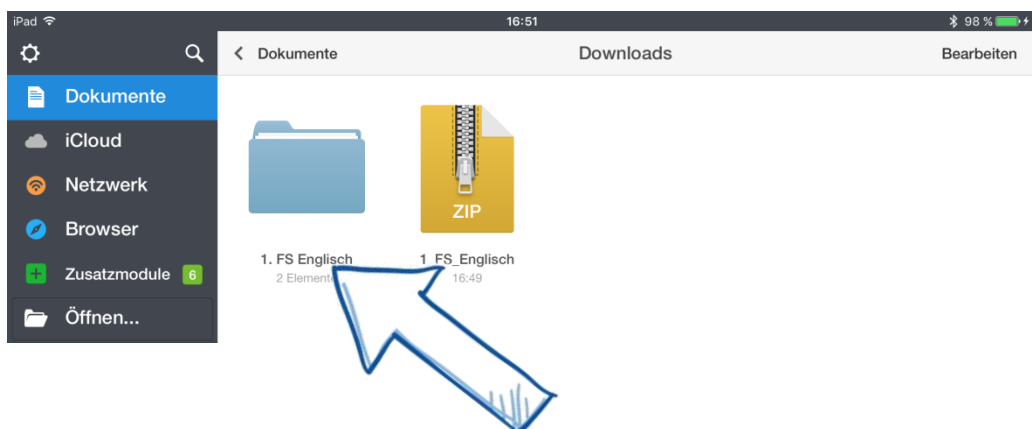 iPad 16:51 98 %
Dokumente
iCloud
Netzwerk
Browser
Zusatzmodule 6
Öffnen...
Dokumente Downloads Bearbeiten
ZIP
1. FS Englisch
2 Elemente
1_FS_Englisch
16:49